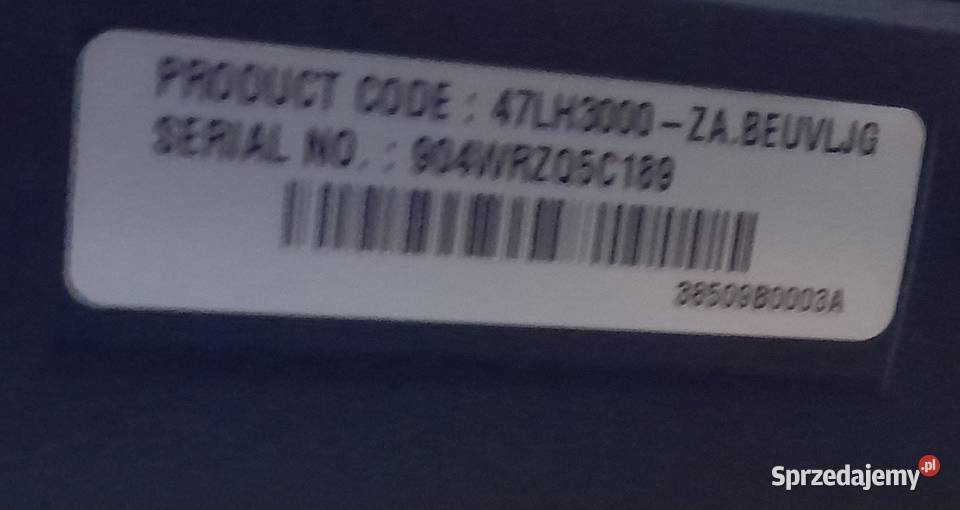 PRODUCT CODE : 47LH3000-ZA.BEUVLJG
SERIAL NO. : 904WRZQ5C189
38509B0003A
Sprzedajemy.pl